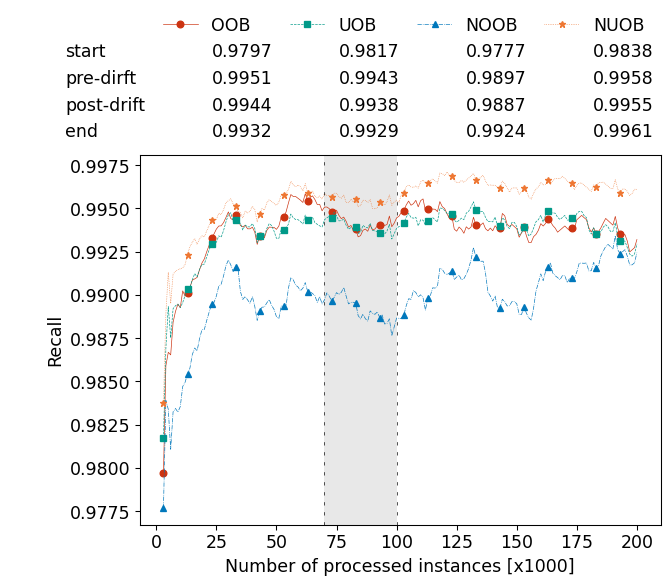 OOB UOB NOOB NUOB
start 0.9797 0.9817 0.9777 0.9838
pre-dirft 0.9951 0.9943 0.9897 0.9958
post-drift 0.9944 0.9938 0.9887 0.9955
end 0.9932 0.9929 0.9924 0.9961
0.9975
0.9950
0.9925
0.9900
0.9875
0.9850
0.9825
0.9800
0.9775
Recall
0 25 50 75 100 125 150 175 200
Number of processed instances [x1000]